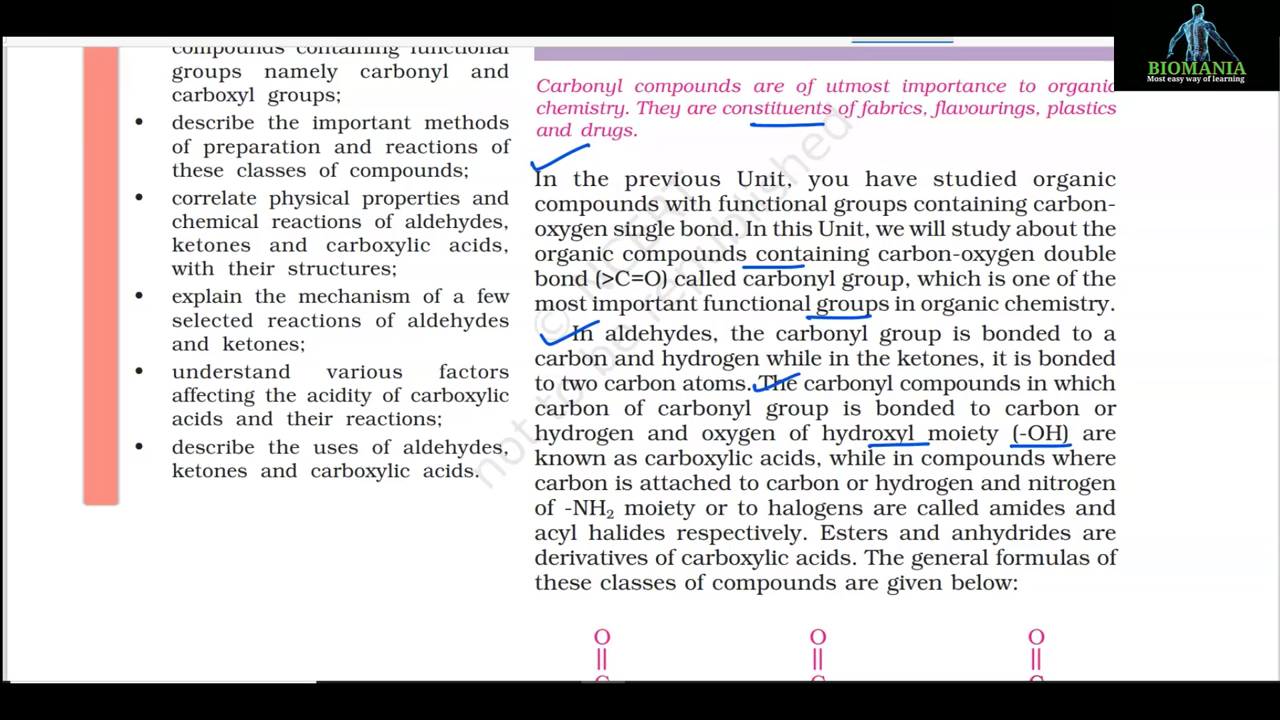 BIOMANIA
Most easy way of learning
compounds containing functional
groups namely carbonyl and
carboxyl groups;
• describe the important methods
of preparation and reactions of
these classes of compounds;
• correlate physical properties and
chemical reactions of aldehydes,
ketones and carboxylic acids,
with their structures;
• explain the mechanism of a few
selected reactions of aldehydes
and ketones;
• understand various factors
affecting the acidity of carboxylic
acids and their reactions;
• describe the uses of aldehydes,
ketones and carboxylic acids.
Carbonyl compounds are of utmost importance to organic
chemistry. They are constituents of fabrics, flavourings, plastics
and drugs.
In the previous Unit, you have studied organic
compounds with functional groups containing carbon-
oxygen single bond. In this Unit, we will study about the
organic compounds containing carbon-oxygen double
bond (>C=O) called carbonyl group, which is one of the
most important functional groups in organic chemistry.
In aldehydes, the carbonyl group is bonded to a
carbon and hydrogen while in the ketones, it is bonded
to two carbon atoms. The carbonyl compounds in which
carbon of carbonyl group is bonded to carbon or
hydrogen and oxygen of hydroxyl moiety (-OH) are
known as carboxylic acids, while in compounds where
carbon is attached to carbon or hydrogen and nitrogen
of -NH₂ moiety or to halogens are called amides and
acyl halides respectively. Esters and anhydrides are
derivatives of carboxylic acids. The general formulas of
these classes of compounds are given below:
O O O
© NCERT
not to be republished